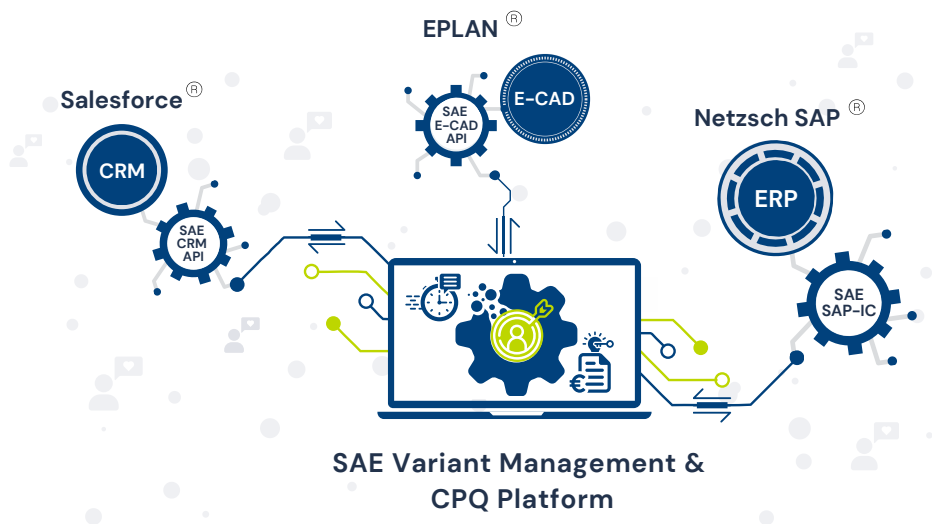 EPLAN ®
E-CAD
SAE
E-CAD
API
Salesforce ®
CRM
SAE
CRM
API
Netzsch SAP ®
ERP
SAE
SAP-IC
€
SAE Variant Management &
CPQ Platform